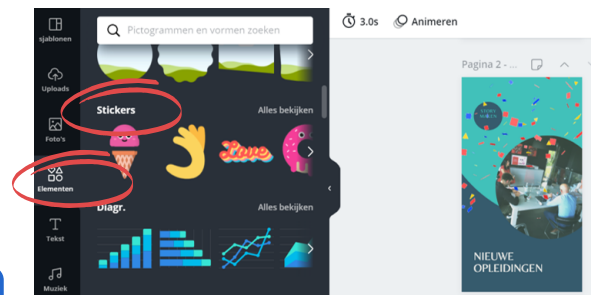 sjablonen
Uploads
Foto's
Elementen
Tekst
Muziek
Pictogrammen en vormen zoeken
Stickers
Alles bekijken
Love
Diagr.
Alles bekijken
3.0s
Animeren
Pagina 2 - ...
NIEUWE
OPLEIDINGEN